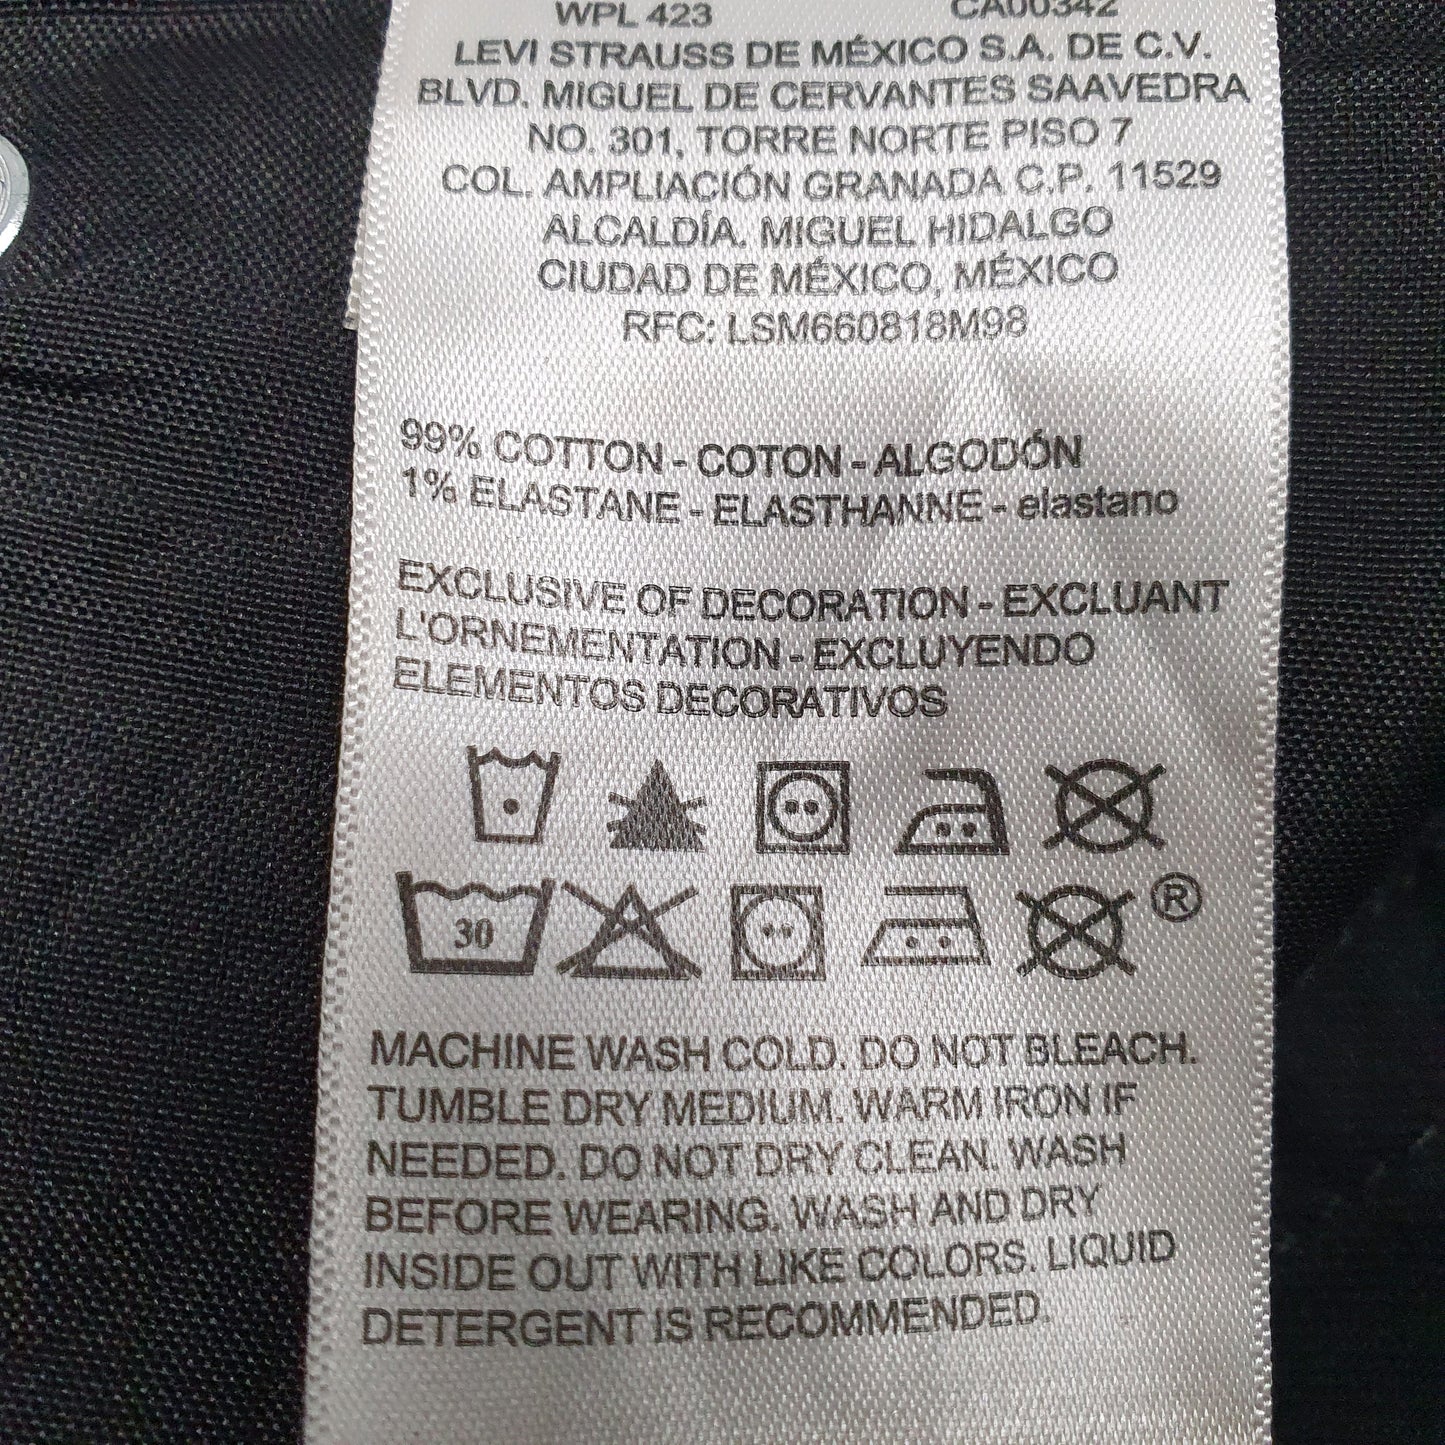 WPL 423 CA00342
LEVI STRAUSS DE MÉXICO S.A. DE C.V.
BLVD. MIGUEL DE CERVANTES SAAVEDRA
NO. 301, TORRE NORTE PISO 7
COL. AMPLIACIÓN GRANADA C.P. 11529
ALCALDÍA. MIGUEL HIDALGO
CIUDAD DE MÉXICO, MÉXICO
RFC: LSM660818M98
99% COTTON - COTON - ALGODÓN
1% ELASTANE - ELASTHANNE - elastano
EXCLUSIVE OF DECORATION - EXCLUANT
L'ORNEMENTATION - EXCLUYENDO
ELEMENTOS DECORATIVOS
30 ®
MACHINE WASH COLD. DO NOT BLEACH.
TUMBLE DRY MEDIUM. WARM IRON IF
NEEDED. DO NOT DRY CLEAN. WASH
BEFORE WEARING. WASH AND DRY
INSIDE OUT WITH LIKE COLORS. LIQUID
DETERGENT IS RECOMMENDED.